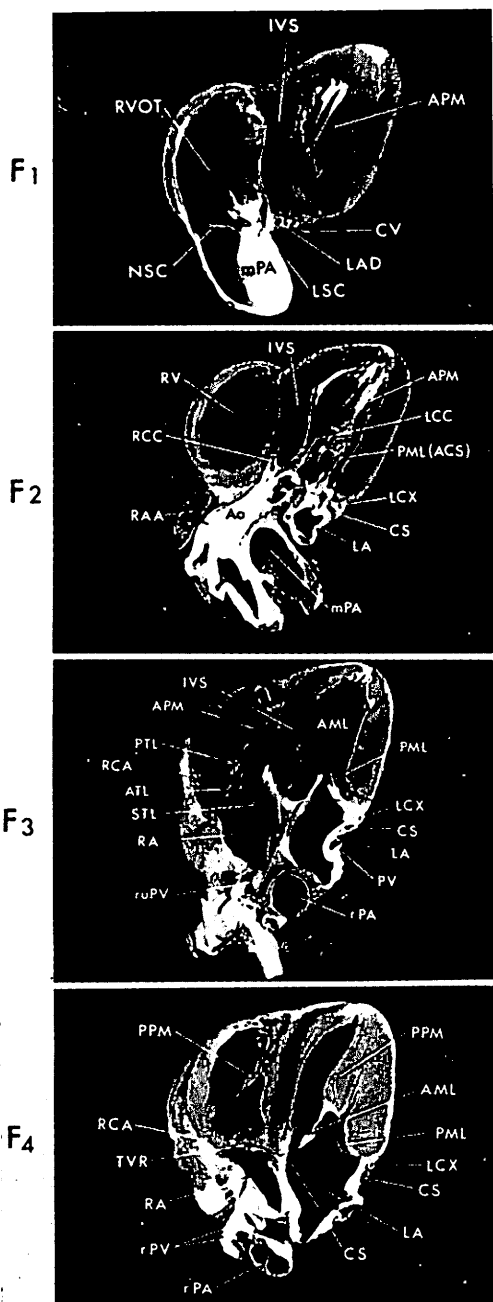 F1
IVS
RVOT
APM
CV
NSC
mPA
LAD
LSC
F2
IVS
RV
APM
LCC
RCC
PML(ACS)
LCX
RAA
Ao
CS
LA
mPA
F3
IVS
APM
AML
PTL
PML
RCA
ATL
STL
LCX
CS
RA
LA
PV
ruPV
rPA
F4
PPM
PPM
AML
RCA
PML
TVR
LCX
CS
RA
LA
rPV
CS
rPA